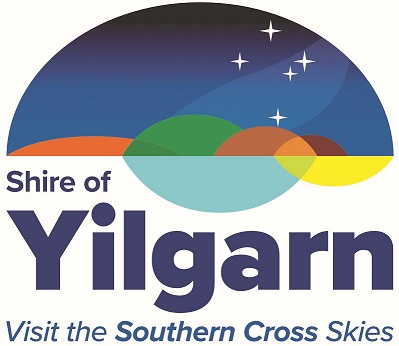 Shire of
Yilgarn
Visit the Southern Cross Skies